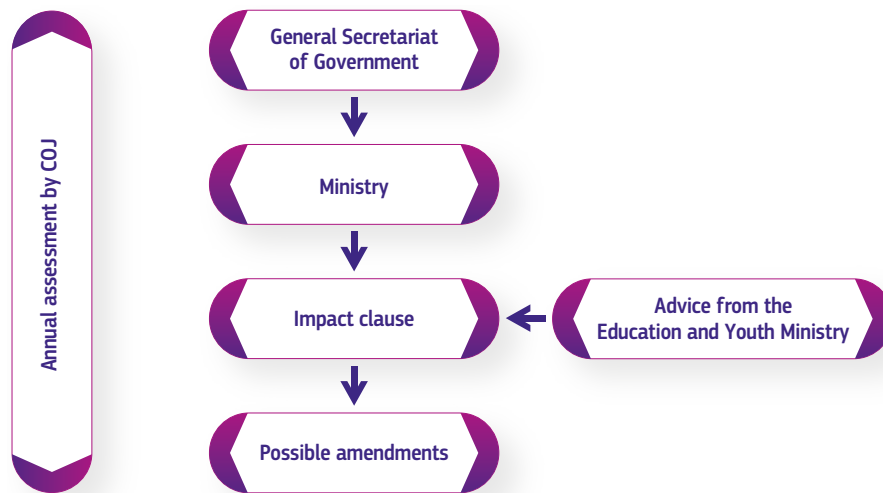 Annual assessment by COJ
General Secretariat
of Government
Ministry
Impact clause
Advice from the
Education and Youth Ministry
Possible amendments